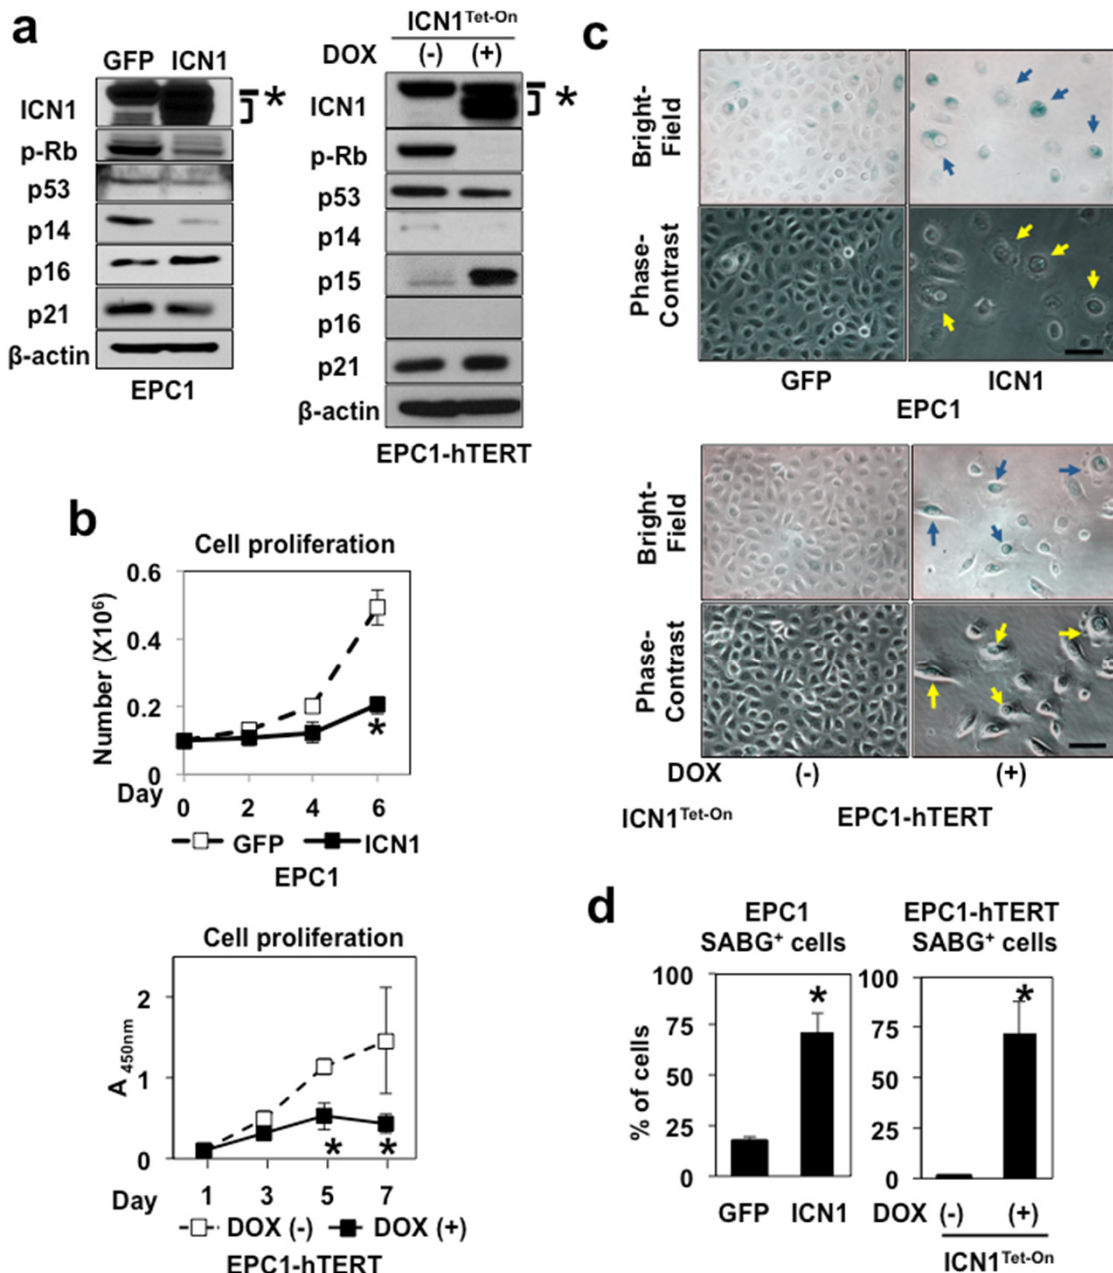 a
GFP ICN1
ICN1 *
p-Rb
p53
p14
p16
p21
β-actin
EPC1
ICN1Tet-On
DOX (-) (+)
ICN1 *
p-Rb
p53
p14
p15
p16
p21
β-actin
EPC1-hTERT
b
Cell proliferation
Number (X10⁶)
0.6
0.4
0.2
0
Day
0 2 4 6
*
GFP ICN1
EPC1
Cell proliferation
A450nm
2
1
0
* *
Day 1 3 5 7
DOX (-) DOX (+)
EPC1-hTERT
c
Bright-
Field
Phase-
Contrast
GFP ICN1
EPC1
Bright-
Field
Phase-
Contrast
DOX (-) (+)
ICN1Tet-On EPC1-hTERT
d
EPC1
SABG⁺ cells
% of cells
100
75
50
25
0
*
GFP ICN1
EPC1-hTERT
SABG⁺ cells
100
75
50
25
0
*
DOX (-) (+)
ICN1Tet-On